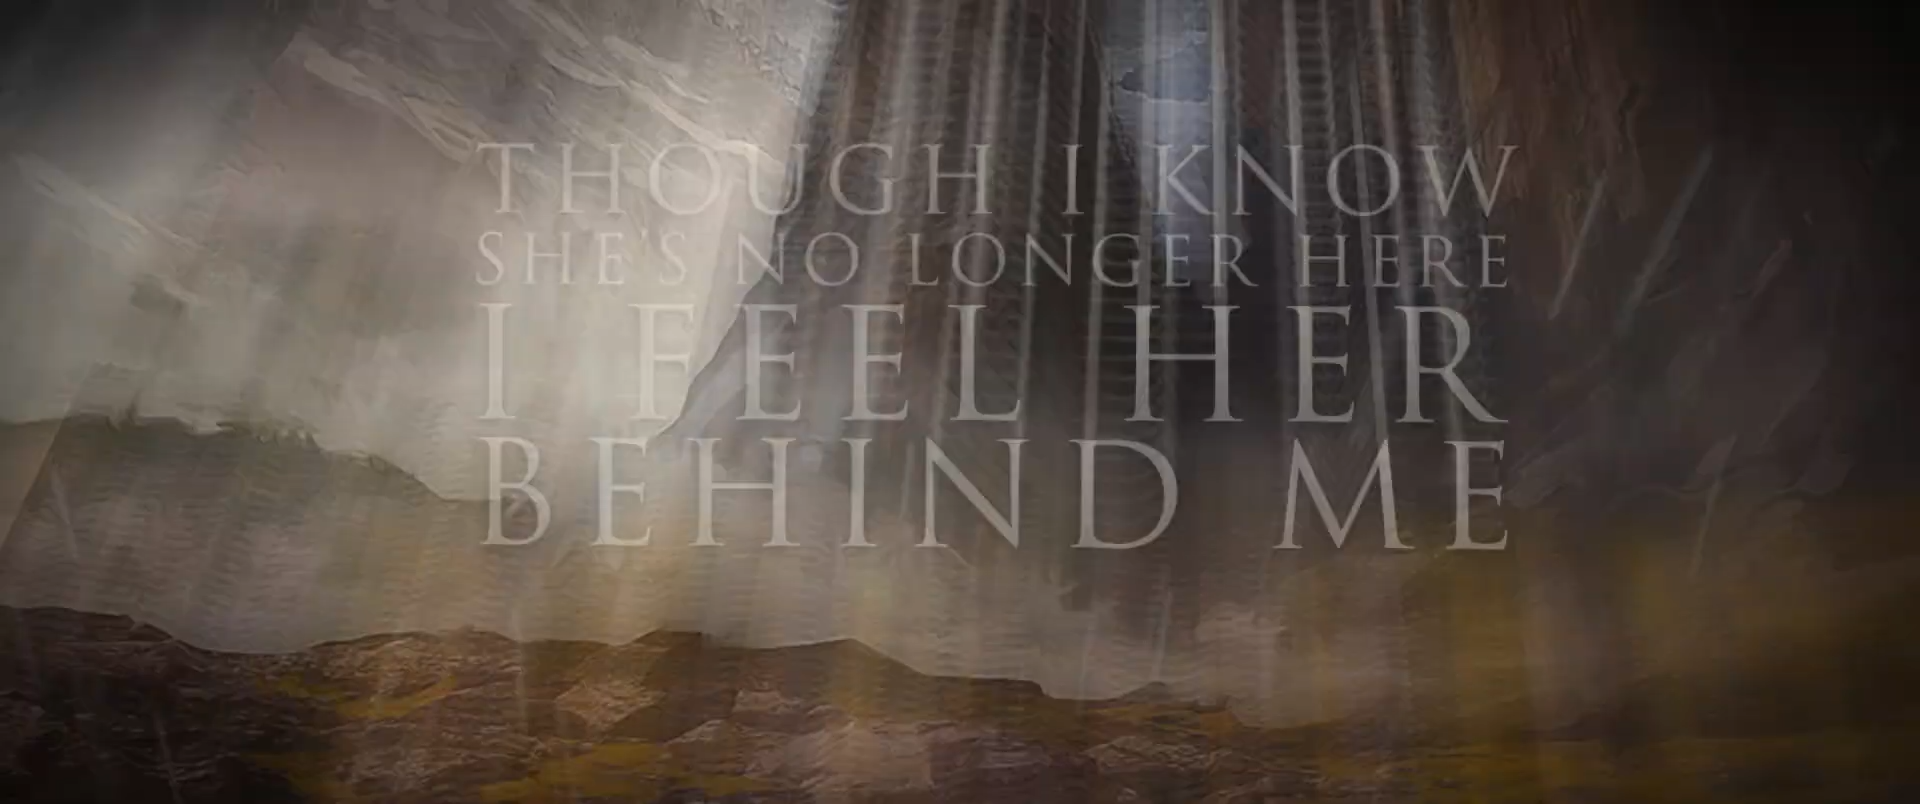 THOUGH I KNOW
SHE'S NO LONGER HERE
I FEEL HER
BEHIND ME